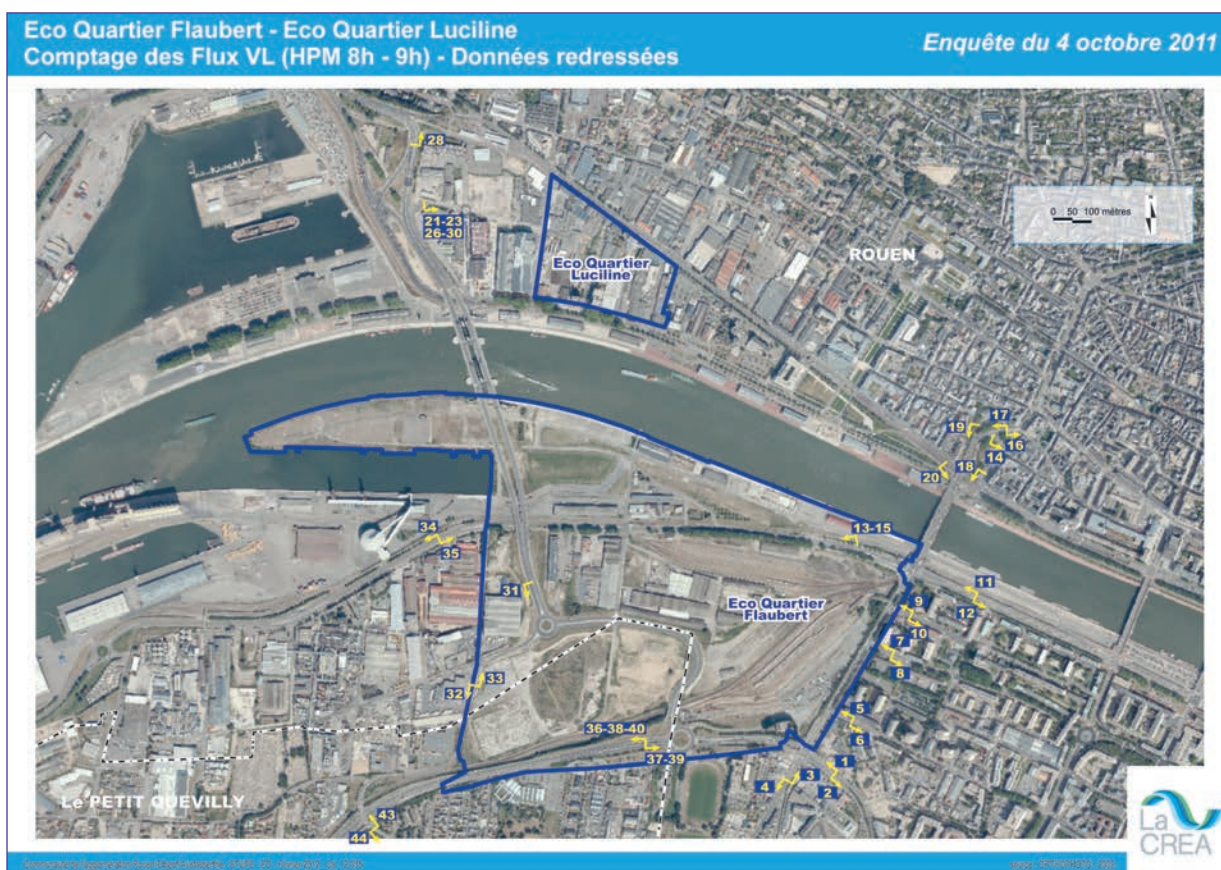 Eco Quartier Flaubert - Eco Quartier Luciline
Comptage des Flux VL (HPM 8h - 9h) - Données redressées
Enquête du 4 octobre 2011
28
21-23
26-30
Eco Quartier
Luciline
0 50 100 mètres
N
ROUEN
17
19
16
14
18
20
34
35
13-15
31
11
9
12
10
Eco Quartier
Flaubert
7
8
33
32
5
6
36-38-40
37-39
1
3
4
2
Le PETIT QUEVILLY
43
44
La
CREA